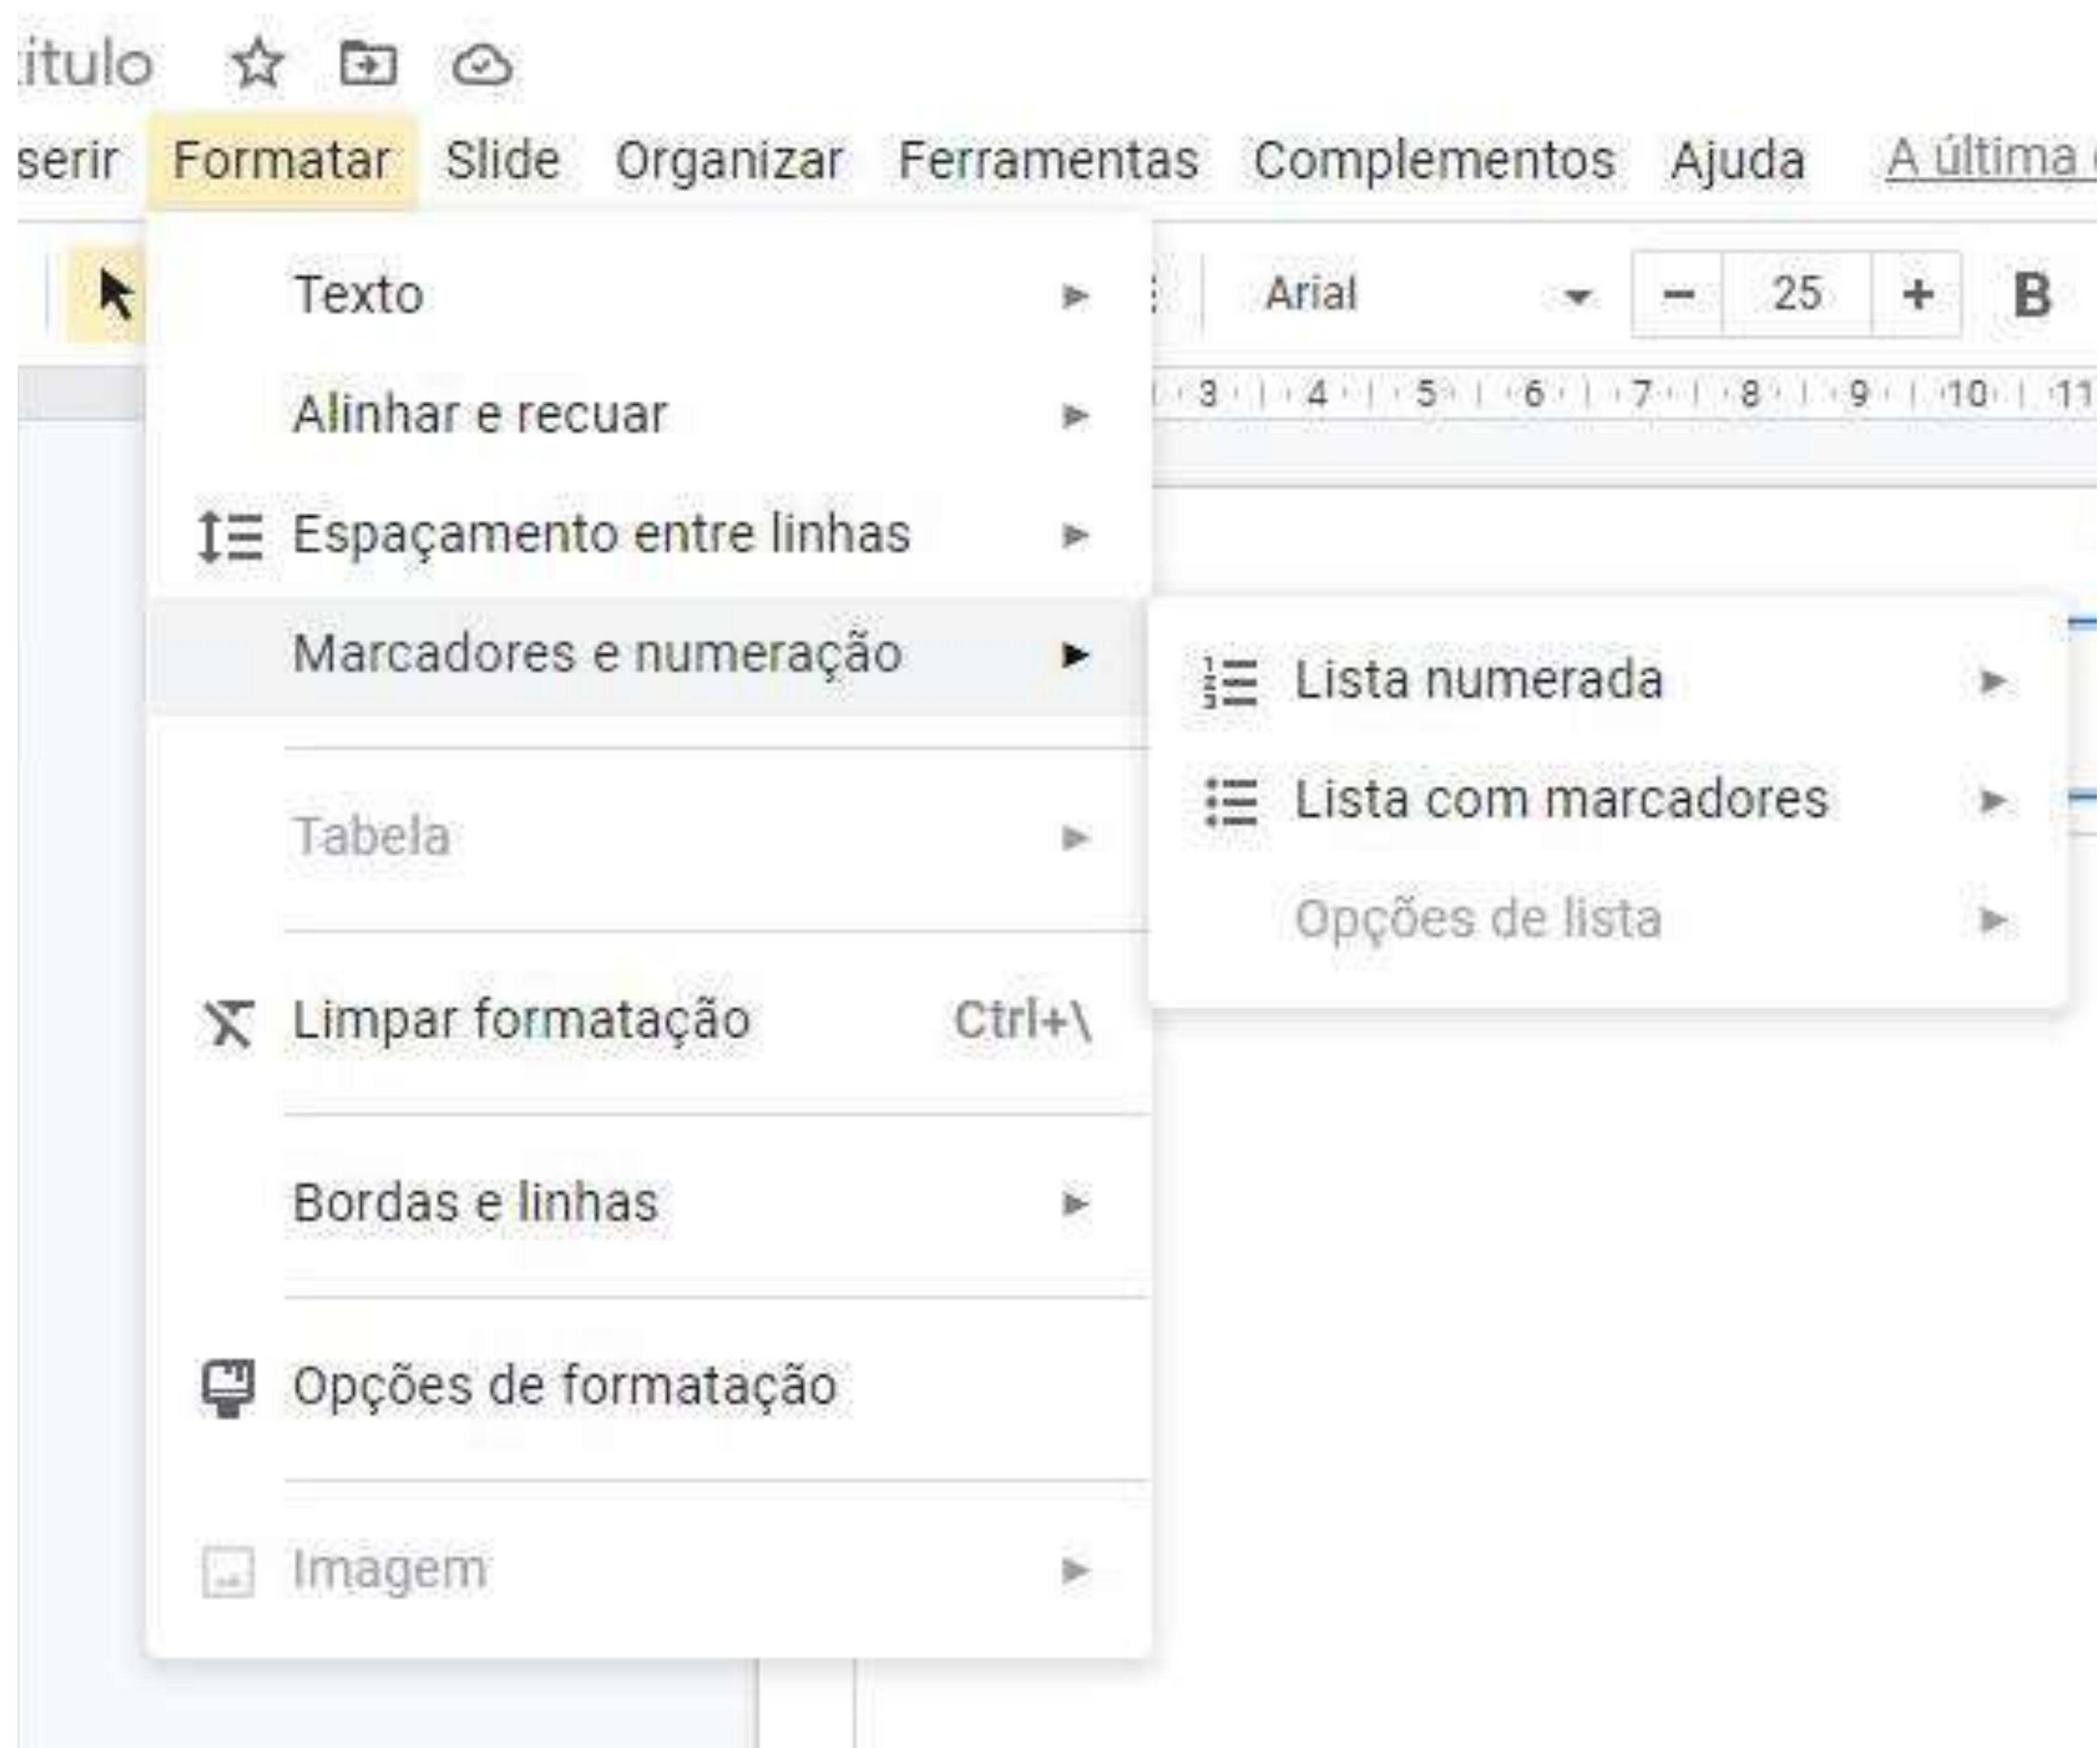 itulo
serir Formatar Slide Organizar Ferramentas Complementos Ajuda A última
Texto
Arial 25 B
3 4 5 6 7 8 9 10 11
Alinhar e recuar
Espaçamento entre linhas
Marcadores e numeração
Lista numerada
Lista com marcadores
Opções de lista
Tabela
Limpar formatação Ctrl+\
Bordas e linhas
Opções de formatação
Imagem